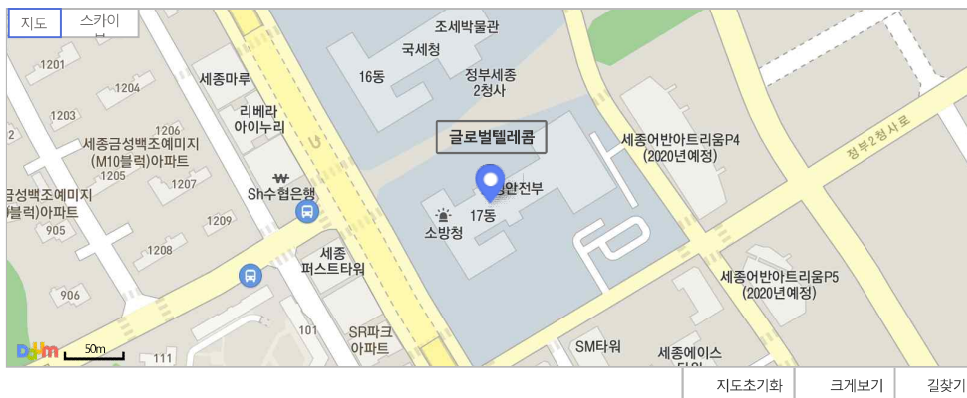 지도
스카이
조세박물관
국세청
16동
정부세종
2청사
1201
1204
1203
세종마루
리베라
아이누리
1206
세종금성백조예미지
(M10블럭)아파트
1205
1207
금성백조예미지
블럭)아파트
905
1209
1208
906
Sh수협은행
글로벌텔레콤
안전부
17동
소방청
세종어반아트리움P4
(2020년예정)
정부2청사로
세종
퍼스트타워
세종어반아트리움P5
(2020년예정)
101
SR파크
아파트
SM타워
세종에이스
111
Daum
50m
지도초기화
크게보기
길찾기